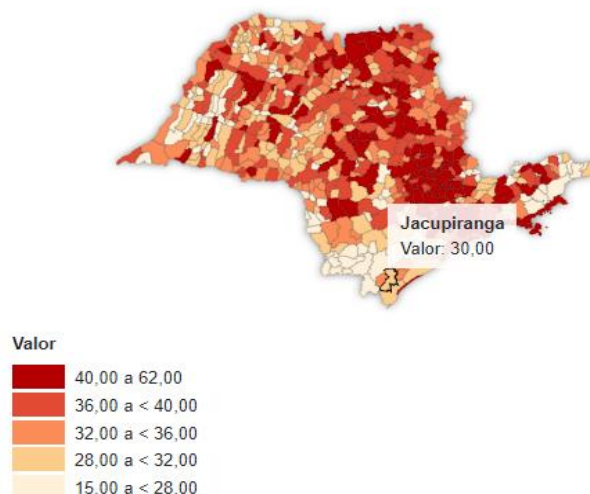 Jacupiranga
Valor: 30,00
Valor
40,00 a 62,00
36,00 a < 40,00
32,00 a < 36,00
28,00 a < 32,00
15,00 a < 28,00